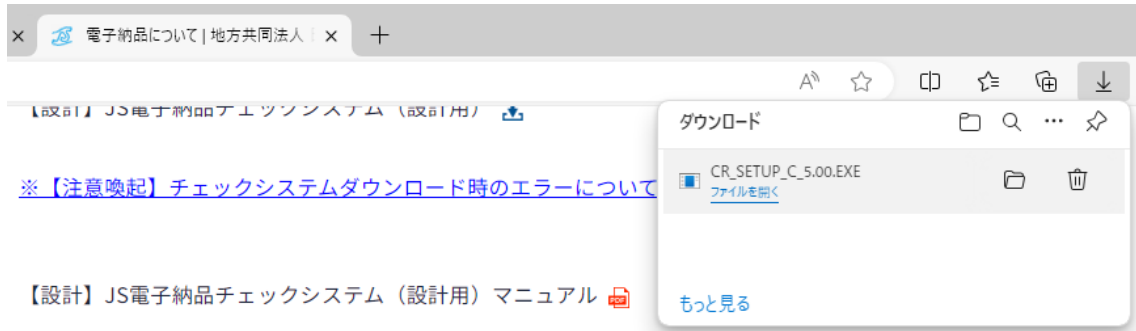 電子納品について | 地方共同法人
【設計】JS電子納品チェックシステム（設計用）
※【注意喚起】チェックシステムダウンロード時のエラーについて
【設計】JS電子納品チェックシステム（設計用）マニュアル
ダウンロード
CR_SETUP_C_5.00.EXE
ファイルを開く
もっと見る